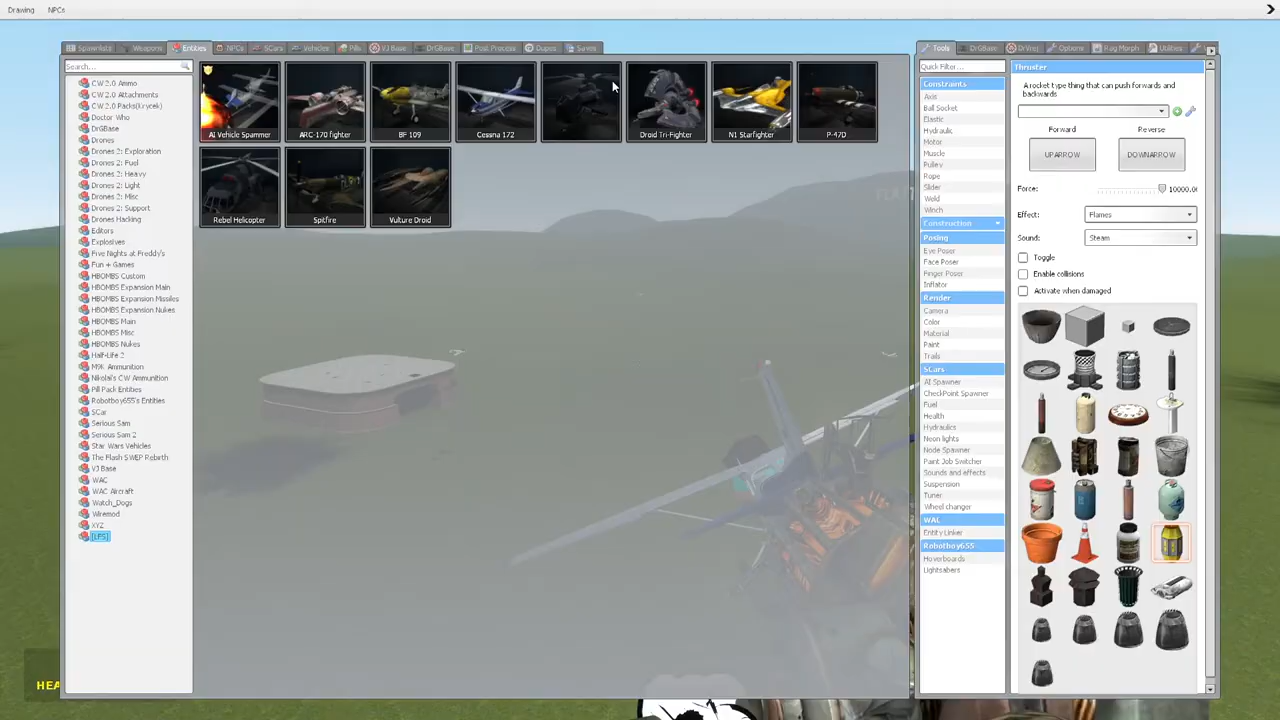 Drawing NPCs
Spawnlists Weapons Entities NPCs SCars Vehicles Pills VJ Base DrGBase Post Process Dupes Saves
Search...
CW 2.0 Ammo
CW 2.0 Attachments
CW 2.0 Packs(Krycek)
Doctor Who
DrGBase
Drones
Drones 2: Exploration
Drones 2: Fuel
Drones 2: Heavy
Drones 2: Light
Drones 2: Misc
Drones 2: Support
Drones Hacking
Editors
Explosives
Five Nights at Freddy's
Fun + Games
HBOMBS Custom
HBOMBS Expansion Main
HBOMBS Expansion Missiles
HBOMBS Expansion Nukes
HBOMBS Main
HBOMBS Misc
HBOMBS Nukes
Half-Life 2
M9K Ammunition
Nikolai's CW Ammunition
Pill Pack Entities
Robotboy655's Entities
SCar
Serious Sam
Serious Sam 2
Star Wars Vehicles
The Flash SWEP Rebirth
VJ Base
WAC
WAC Aircraft
Watch_Dogs
Wiremod
XYZ
[LFS]
AI Vehicle Spammer
ARC-170 fighter
BF 109
Cessna 172
Droid Tri-Fighter
N1 Starfighter
P-47D
Rebel Helicopter
Spitfire
Vulture Droid
HEA
Tools DrGBase DrVrej Options Rag Morph Utilities
Quick Filter...
Constraints
Axis
Ball Socket
Elastic
Hydraulic
Motor
Muscle
Pulley
Rope
Slider
Weld
Winch
Construction
Posing
Eye Poser
Face Poser
Finger Poser
Inflator
Render
Camera
Color
Material
Paint
Trails
SCars
AI Spawner
CheckPoint Spawner
Fuel
Health
Hydraulics
Neon lights
Node Spawner
Paint Job Switcher
Sounds and effects
Suspension
Tuner
Wheel changer
WAC
Entity Linker
Robotboy655
Hoverboards
Lightsabers
Thruster
A rocket type thing that can push forwards and
backwards
Forward Reverse
UPARROW DOWNARROW
Force: 10000.0
Effect: Flames
Sound: Steam
Toggle
Enable collisions
Activate when damaged